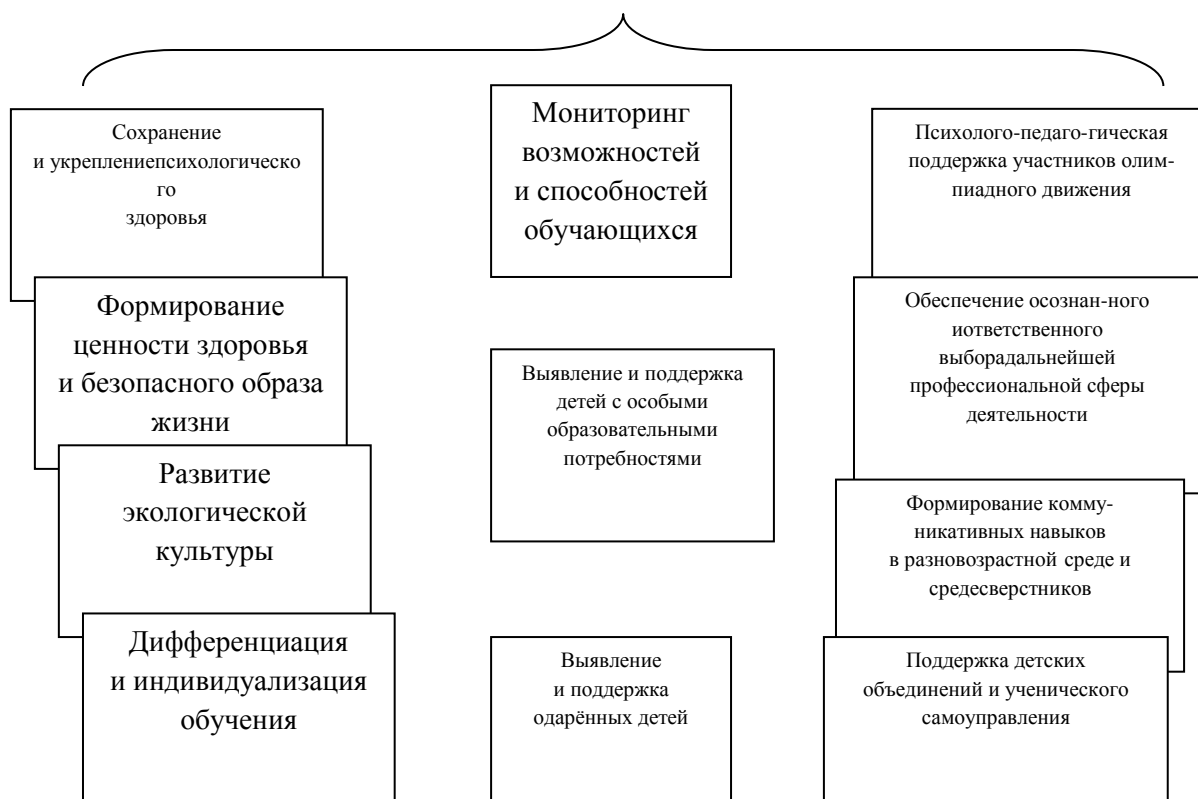 Сохранение
и укреплениепсихологическо
го
здоровья
Формирование
ценности здоровья
и безопасного образа
жизни
Развитие
экологической
культуры
Дифференциация
и индивидуализация
обучения
Мониторинг
возможностей
и способностей
обучающихся
Выявление и поддержка
детей с особыми
образовательными
потребностями
Выявление
и поддержка
одарённых детей
Психолого-педаго-гическая
поддержка участников олим-
пиадного движения
Обеспечение осознан-ного
иответственного
выборадальнейшей
профессиональной сферы
деятельности
Формирование комму-
никативных навыков
в разновозрастной среде и
средесверстников
Поддержка детских
объединений и ученического
самоуправления